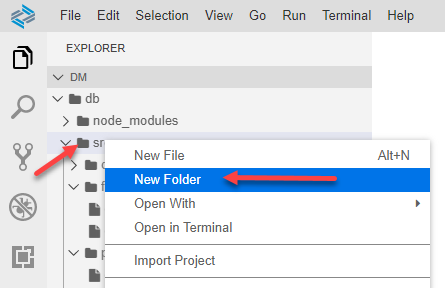 File Edit Selection View Go Run Terminal Help
EXPLORER
DM
db
node_modules
New File Alt+N
New Folder
Open With
Open in Terminal
Import Project